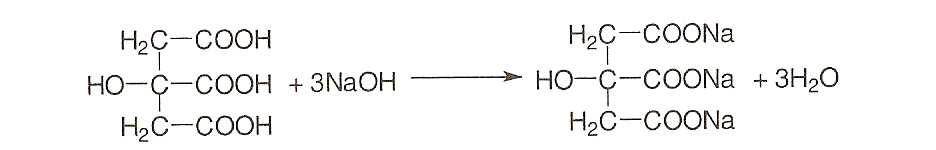 H2C—COOH H2C—COONa
HO—C—COOH + 3NaOH ⟶ HO—C—COONa + 3H2O
H2C—COOH H2C—COONa